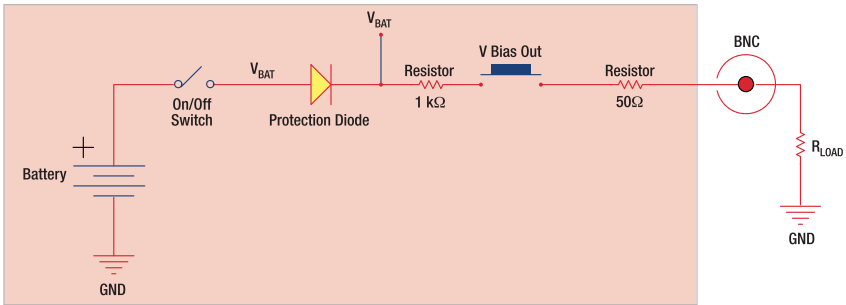 V_BAT
V_BAT
On/Off
Switch
Protection Diode
Resistor
1 kΩ
V Bias Out
Resistor
50Ω
BNC
Battery
GND
R_LOAD
GND